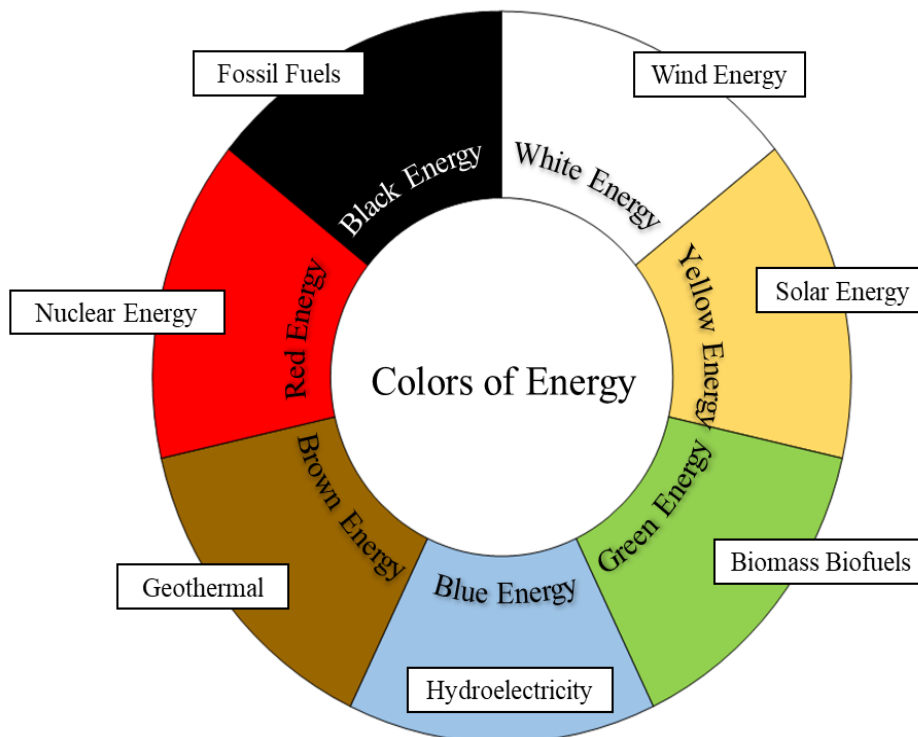 Fossil Fuels
Wind Energy
Black Energy
White Energy
Nuclear Energy
Red Energy
Yellow Energy
Solar Energy
Colors of Energy
Brown Energy
Green Energy
Geothermal
Blue Energy
Biomass Biofuels
Hydroelectricity